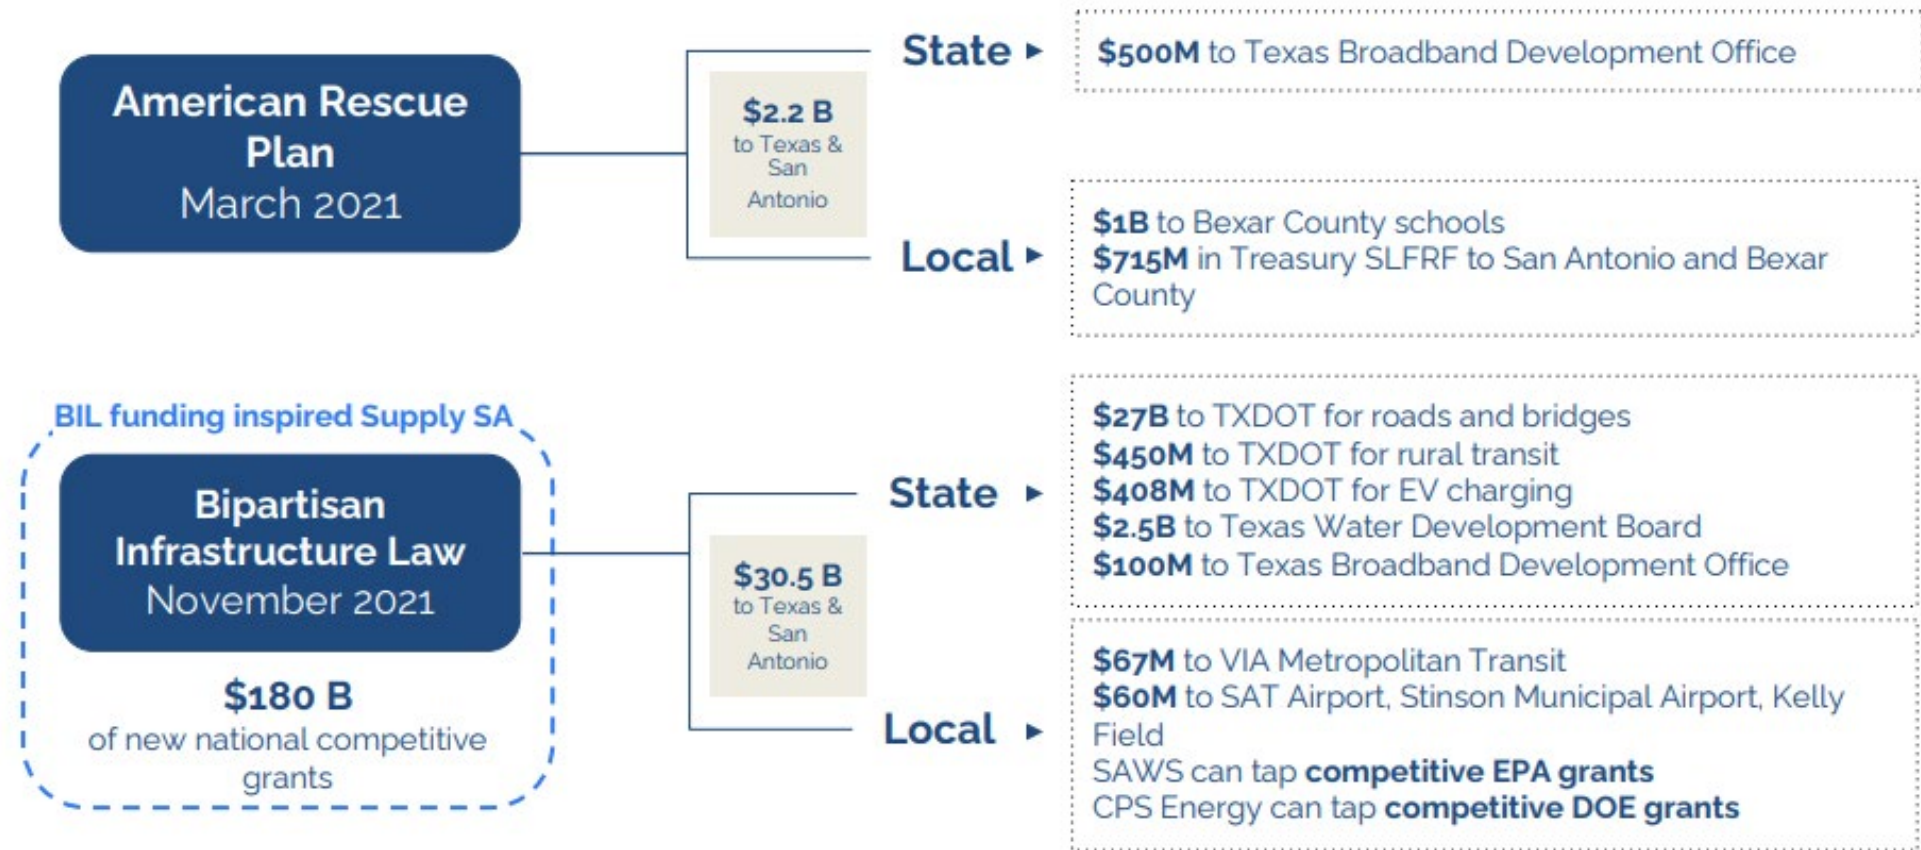 American Rescue
Plan
March 2021
$2.2 B
to Texas &
San
Antonio
State
$500M to Texas Broadband Development Office
Local
$1B to Bexar County schools
$715M in Treasury SLFRF to San Antonio and Bexar
County
BIL funding inspired Supply SA
Bipartisan
Infrastructure Law
November 2021
$180 B
of new national competitive
grants
$30.5 B
to Texas &
San
Antonio
State
$27B to TXDOT for roads and bridges
$450M to TXDOT for rural transit
$408M to TXDOT for EV charging
$2.5B to Texas Water Development Board
$100M to Texas Broadband Development Office
Local
$67M to VIA Metropolitan Transit
$60M to SAT Airport, Stinson Municipal Airport, Kelly
Field
SAWS can tap competitive EPA grants
CPS Energy can tap competitive DOE grants